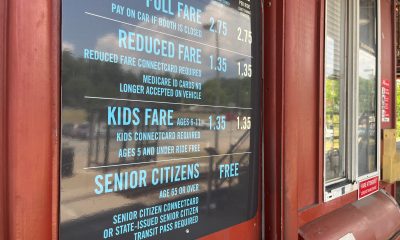 FULL FARE 2.75 2.75
PAY ON CAR IF BOOTH IS CLOSED
REDUCED FARE 1.35 1.35
REDUCED FARE CONNECTCARD REQUIRED
MEDICARE ID CARDS NO
LONGER ACCEPTED ON VEHICLE
KIDS FARE AGES 6-11 1.35 1.35
KIDS CONNECTCARD REQUIRED
AGES 5 AND UNDER RIDE FREE
SENIOR CITIZENS FREE
AGE 65 OR OVER
SENIOR CITIZEN CONNECTCARD
OR STATE-ISSUED SENIOR CITIZEN
TRANSIT PASS REQUIRED